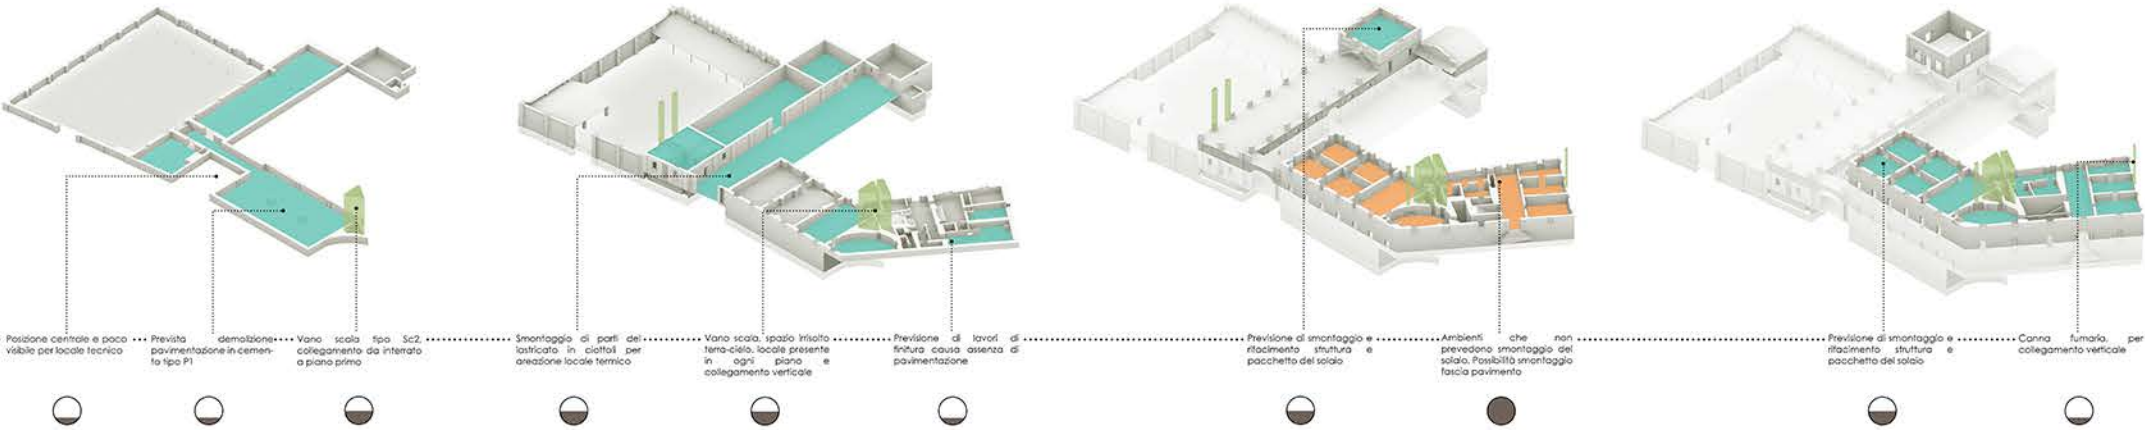 Posizione centrale e poco
visibile per locale tecnico
Prevista demolizione
pavimentazione in cemen-
to tipo P1
Vano scala tipo Sc2,
collegamento da interrato
a piano primo
Smontaggio di parti del
lastricato in ciottoli per
areazione locale termico
Vano scala, spazio irrisolto
terra-cielo, locale presente
in ogni piano e
collegamento verticale
Previsione di lavori di
finitura causa assenza di
pavimentazione
Previsione di smontaggio e
rifacimento struttura e
pacchetto del solaio
Ambienti che non
prevedono smontaggio del
solaio. Possibilità smontaggio
fascia pavimento
Previsione di smontaggio e
rifacimento struttura e
pacchetto del solaio
Canna fumaria, per
collegamento verticale